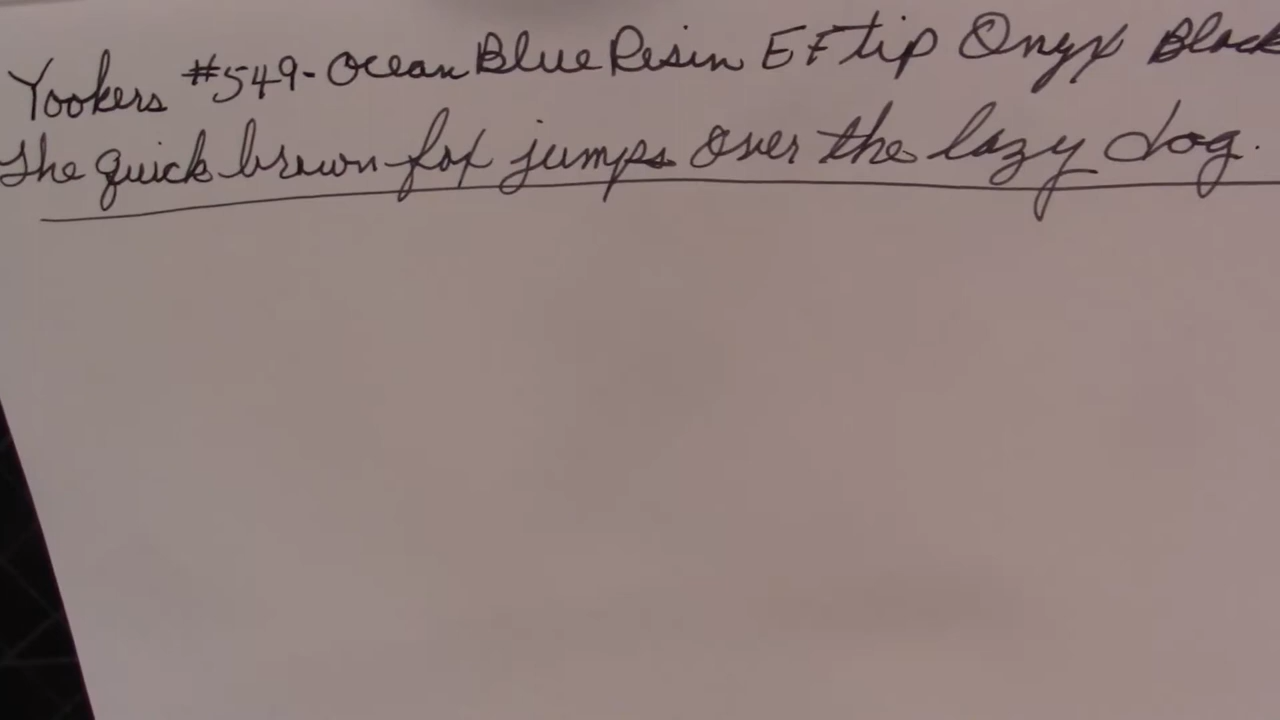 Yookers #549-Ocean Blue Resin EF tip Onyx Black
The quick brown fox jumps over the lazy dog.